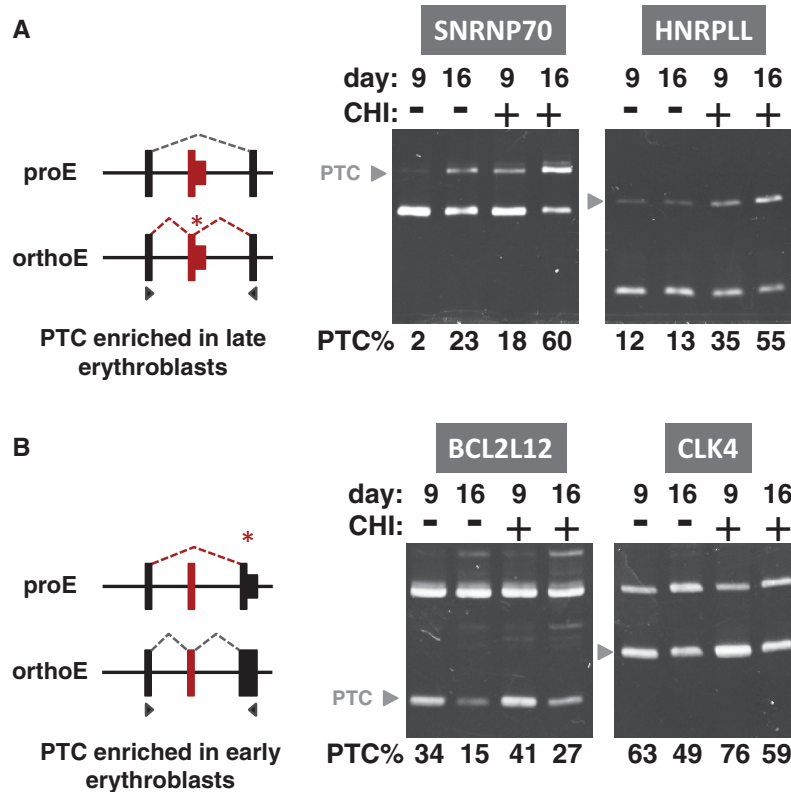 A
SNRNP70 HNRPLL
day: 9 16 9 16 9 16 9 16
CHI: - - + + - - + +
proE
PTC
*
orthoE
PTC enriched in late
erythroblasts
PTC% 2 23 18 60 12 13 35 55
B
BCL2L12 CLK4
day: 9 16 9 16 9 16 9 16
CHI: - - + + - - + +
*
proE
orthoE
PTC
PTC enriched in early
erythroblasts
PTC% 34 15 41 27 63 49 76 59